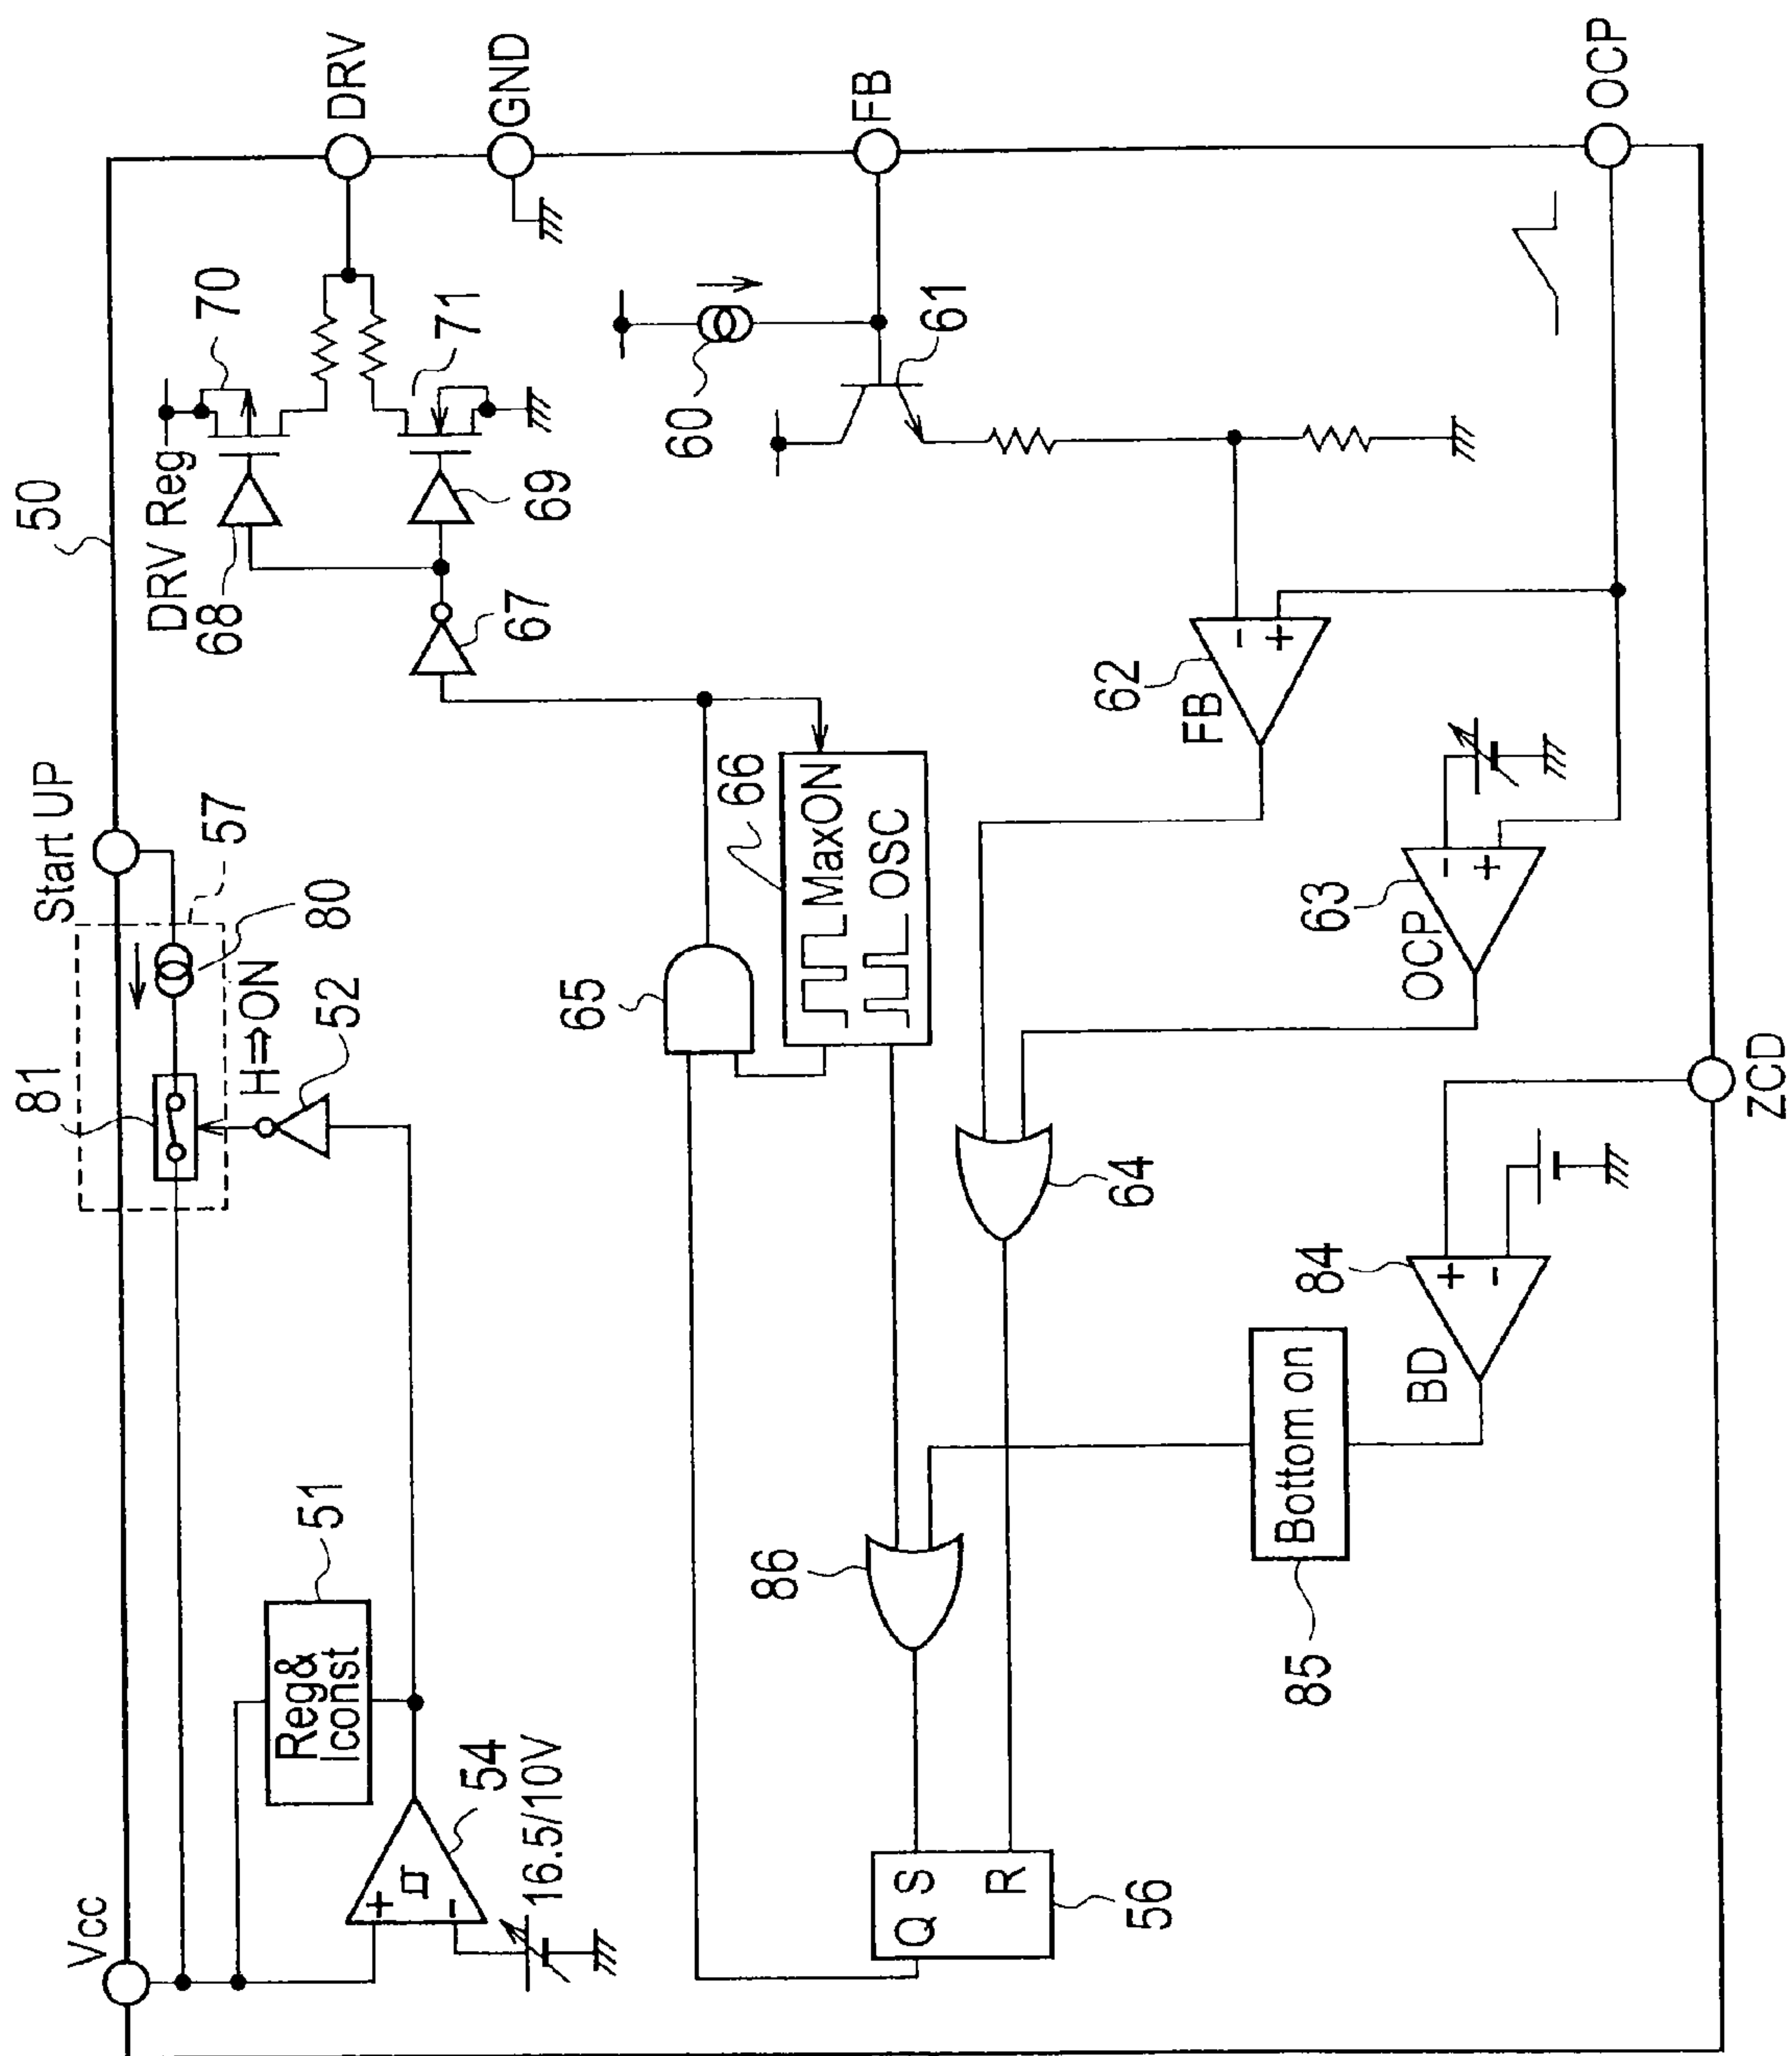 50
Vcc
Start UP
DRV
GND
FB
OCP
ZCD
81
57
80
H⇒ON
52
51
Reg&
Iconst
54
+
-
16.5/10V
DRV Reg
70
68
71
69
67
60
61
65
66
MaxON
OSC
62
FB
-
+
63
OCP
-
+
64
84
BD
+
-
Bottom on
85
86
Q S
R
56